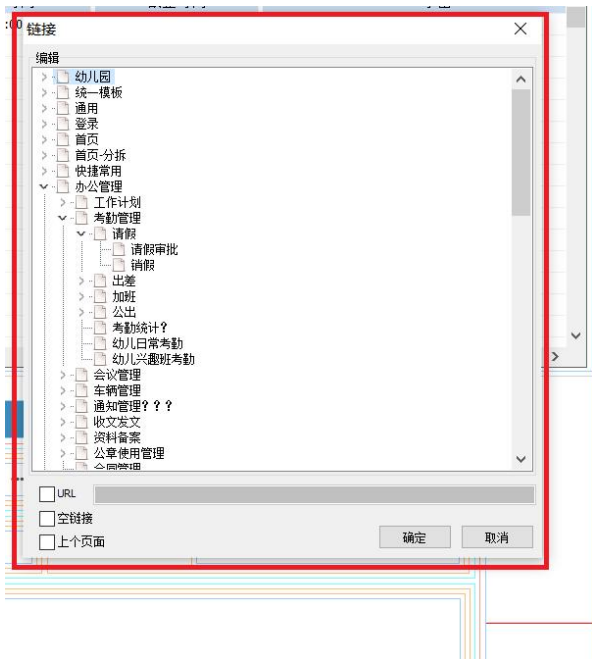 :00
链接
编辑
幼儿园
统一模板
通用
登录
首页
首页-分拆
快捷常用
办公管理
工作计划
考勤管理
请假
请假审批
销假
出差
加班
公出
考勤统计?
幼儿日常考勤
幼儿兴趣班考勤
会议管理
车辆管理
通知管理???
收文发文
资料备案
公章使用管理
合同管理
URL
空链接
上个页面
确定 取消